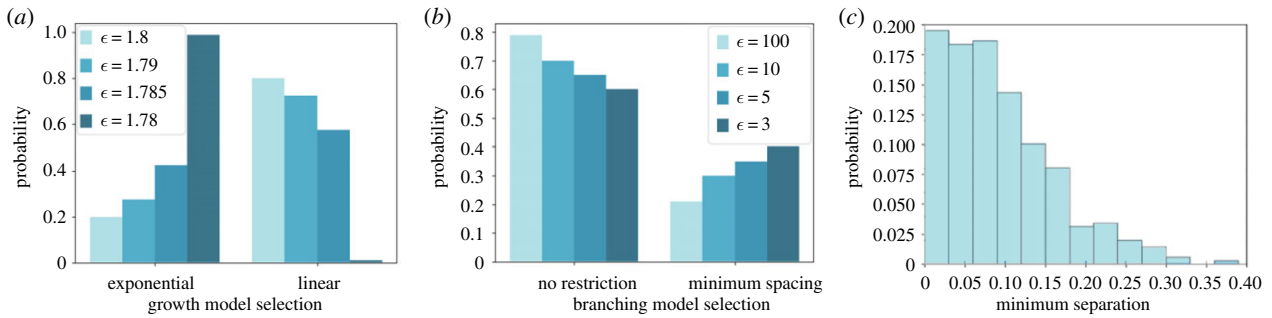 (a)
1.0
0.8
0.6
0.4
0.2
0
probability
ϵ = 1.8
ϵ = 1.79
ϵ = 1.785
ϵ = 1.78
exponential linear
growth model selection
(b)
0.8
0.7
0.6
0.5
0.4
0.3
0.2
0.1
0
probability
ϵ = 100
ϵ = 10
ϵ = 5
ϵ = 3
no restriction minimum spacing
branching model selection
(c)
0.200
0.175
0.150
0.125
0.100
0.075
0.050
0.025
0
probability
0 0.05 0.10 0.15 0.20 0.25 0.30 0.35 0.40
minimum separation